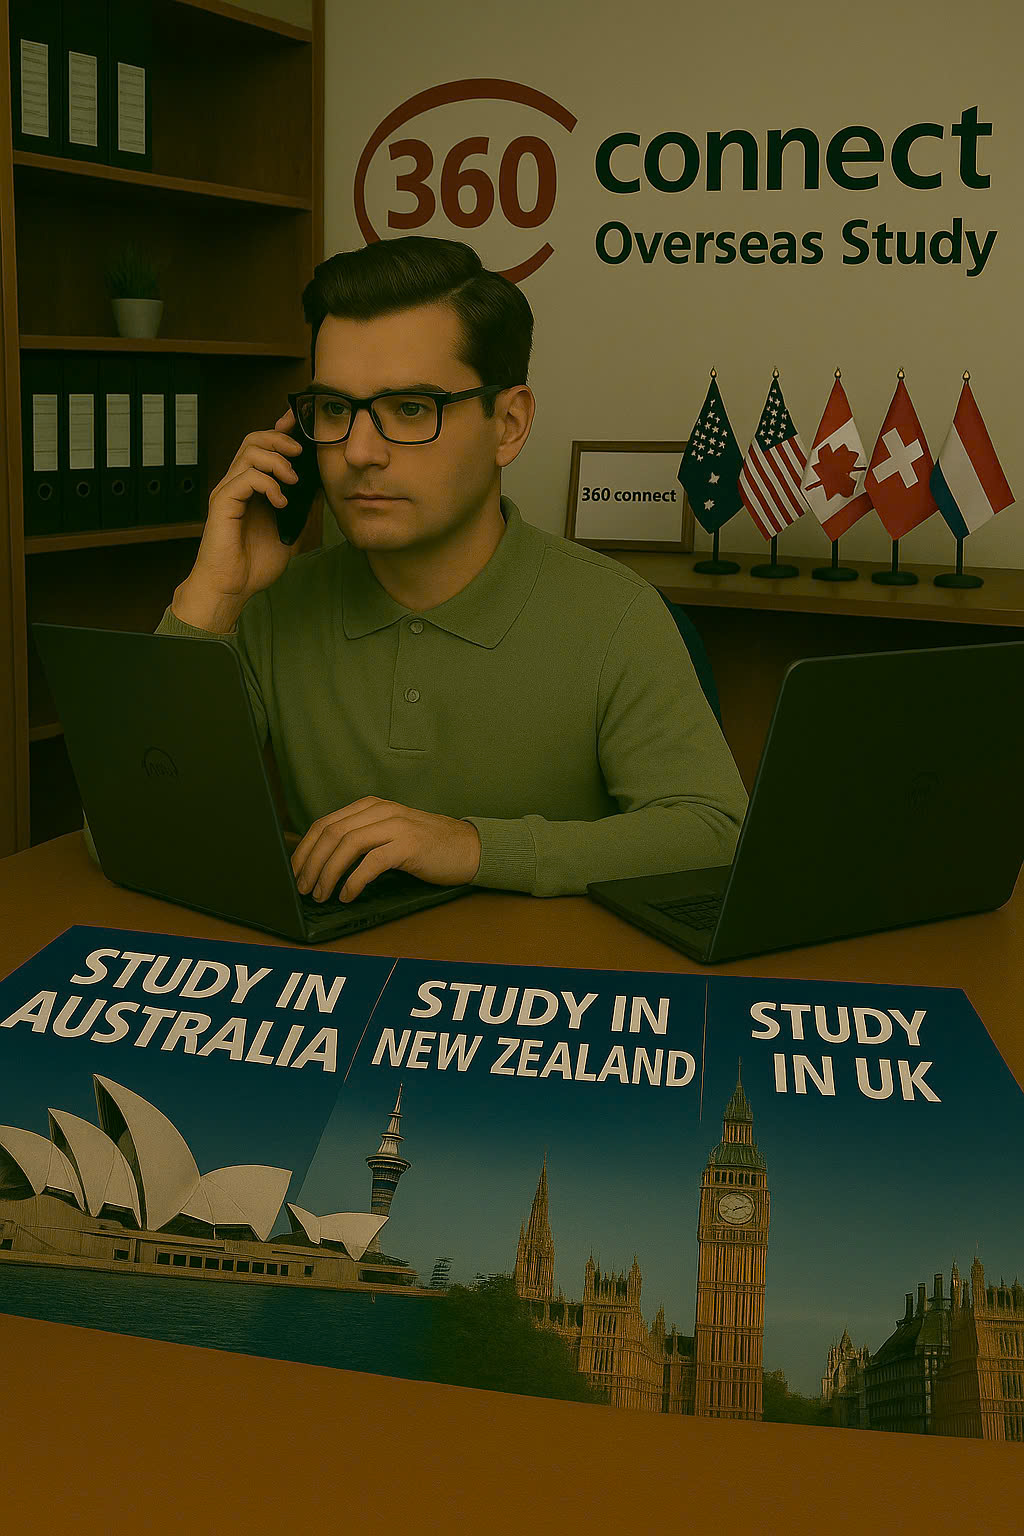 360
connect
Overseas Study
360 connect
STUDY IN
AUSTRALIA
STUDY IN
NEW ZEALAND
STUDY
IN UK